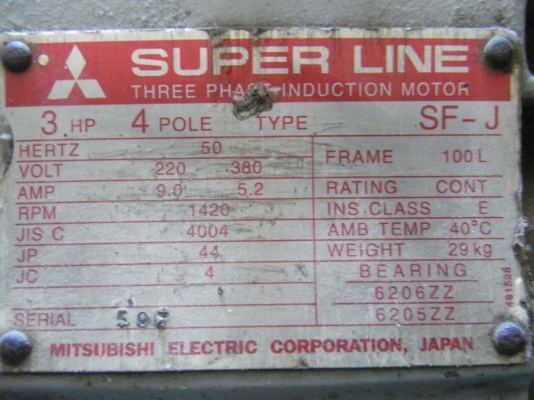 SUPER LINE
THREE PHASE INDUCTION MOTOR
3 HP 4 POLE TYPE SF-J
HERTZ 50
VOLT 220 380
AMP 9.0 5.2
RPM 1420
JIS C 4004
JP 44
JC 4
SERIAL
FRAME 100L
RATING CONT
INS.CLASS E
AMB TEMP 40°C
WEIGHT 29kg
BEARING
6206ZZ
6205ZZ
MITSUBISHI ELECTRIC CORPORATION, JAPAN